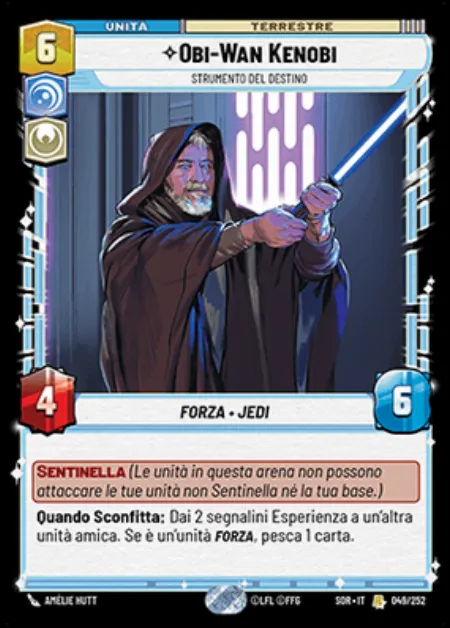 UNITÀ
TERRESTRE
6
✧OBI-WAN KENOBI
STRUMENTO DEL DESTINO
4
FORZA • JEDI
6
SENTINELLA (Le unità in questa arena non possono
attaccare le tue unità non Sentinella né la tua base.)
Quando Sconfitta: Dai 2 segnalini Esperienza a un'altra
unità amica. Se è un'unità FORZA, pesca 1 carta.
AMÉLIE HUTT
©LFL ©FFG
SOR • IT
R
049/252